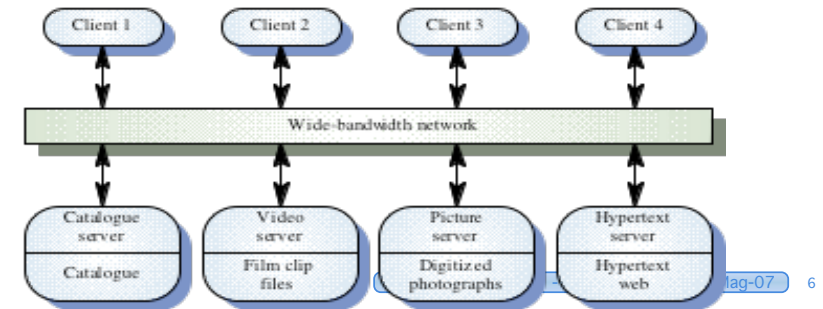 Client 1
Client 2
Client 3
Client 4
Wide-bandwidth network
Catalogue
server
Catalogue
Video
server
Film clip
files
Picture
server
Digitized
photographs
Hypertext
server
Hypertext
web
-07 6